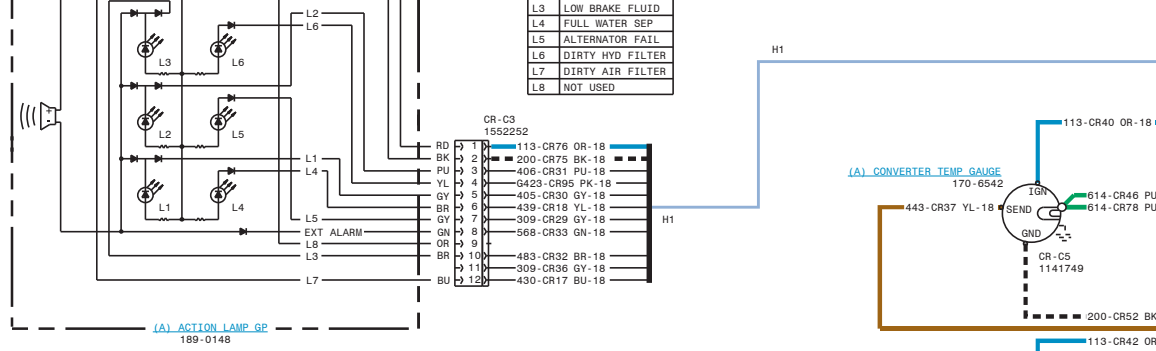 L3 LOW BRAKE FLUID
L4 FULL WATER SEP
L5 ALTERNATOR FAIL
L6 DIRTY HYD FILTER
L7 DIRTY AIR FILTER
L8 NOT USED
L2
L6
L3 L6
L2 L5
L1 L4
L1
L4
L5
EXT ALARM
L8
L3
L7
(A) ACTION LAMP GP
189-0148
CR-C3
1552252
RD 1 113-CR76 OR-18
BK 2 200-CR75 BK-18
PU 3 406-CR31 PU-18
YL 4 G423-CR95 PK-18
GY 5 405-CR30 GY-18
BR 6 439-CR18 YL-18
GY 7 309-CR29 GY-18
GN 8 568-CR33 GN-18
OR 9
BR 10 483-CR32 BR-18
11 309-CR36 GY-18
BU 12 430-CR17 BU-18
H1
H1
113-CR40 OR-18
(A) CONVERTER TEMP GAUGE
170-6542
IGN
443-CR37 YL-18
SEND
614-CR46 PU
614-CR78 PU
GND
CR-C5
1141749
200-CR52 BK
113-CR42 OR